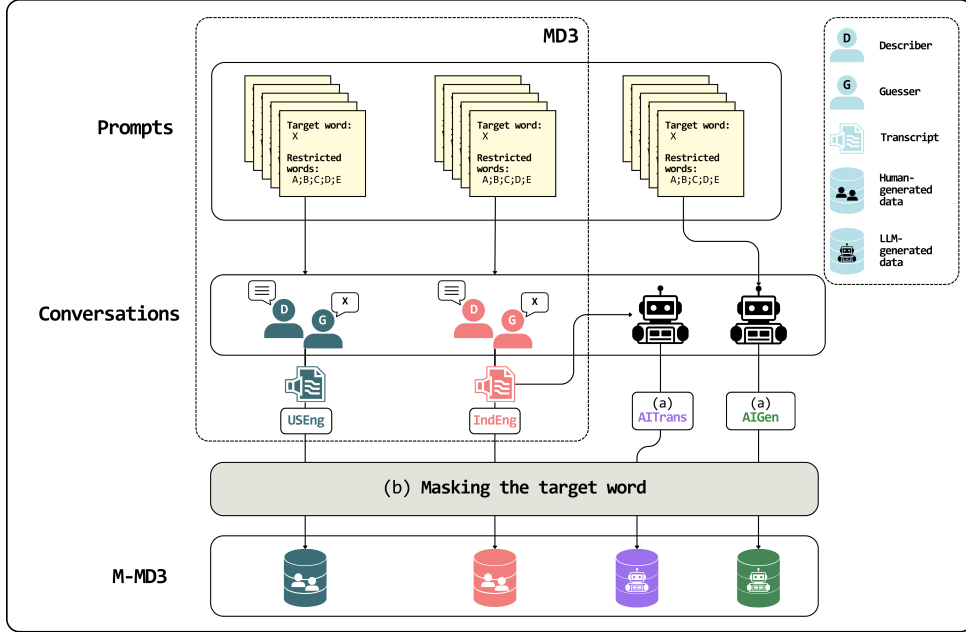 MD3
D
Describer
G
Guesser
Transcript
Human-
generated
data
LLM-
generated
data
Prompts
Target word:
X
Restricted
words:
A;B;C;D;E
Target word:
X
Restricted
words:
A;B;C;D;E
Target word:
X
Restricted
words:
A;B;C;D;E
Conversations
D
G
X
D
G
X
USEng
IndEng
(a)
AITrans
(a)
AIGen
(b) Masking the target word
M-MD3